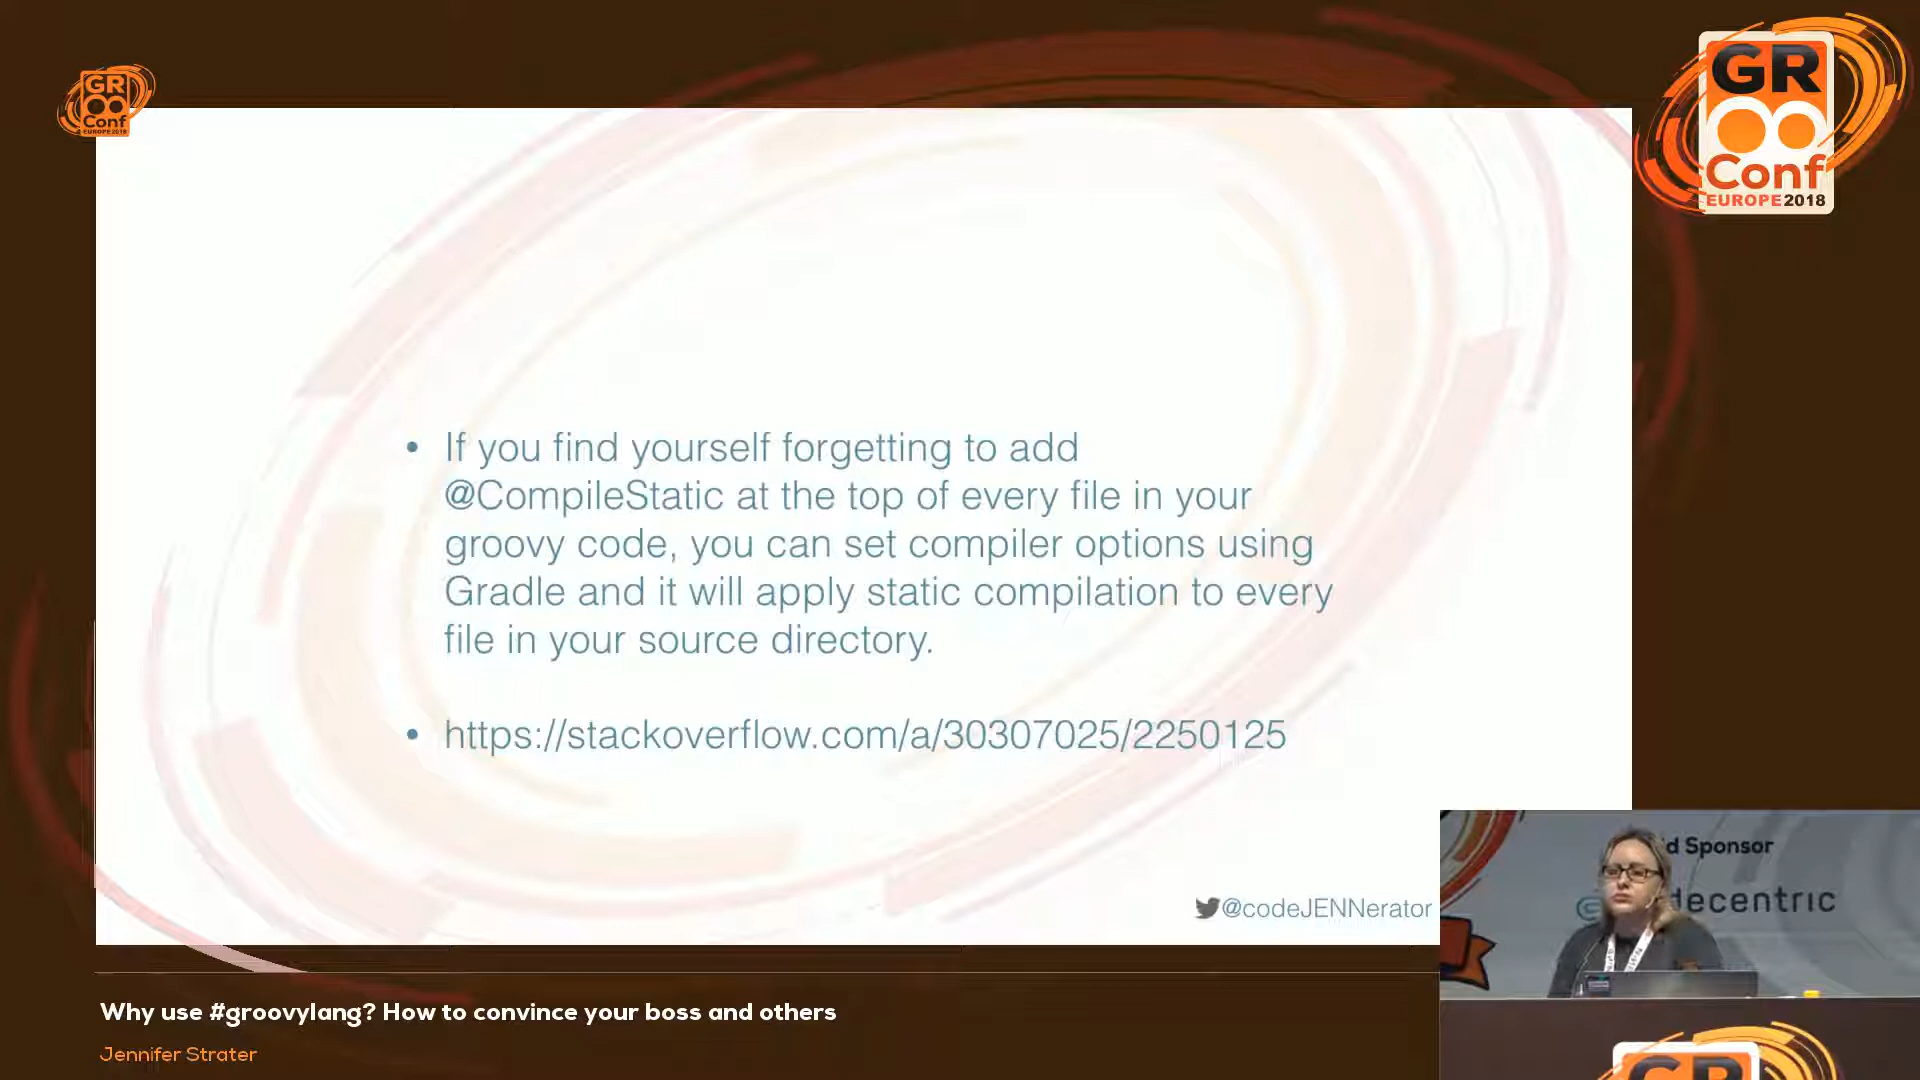 GR
Conf
EUROPE 2018
GR
Conf
EUROPE2018
• If you find yourself forgetting to add
@CompileStatic at the top of every file in your
groovy code, you can set compiler options using
Gradle and it will apply static compilation to every
file in your source directory.
• https://stackoverflow.com/a/30307025/2250125
@codeJENNerator
d Sponsor
decentric
Why use #groovylang? How to convince your boss and others
Jennifer Strater